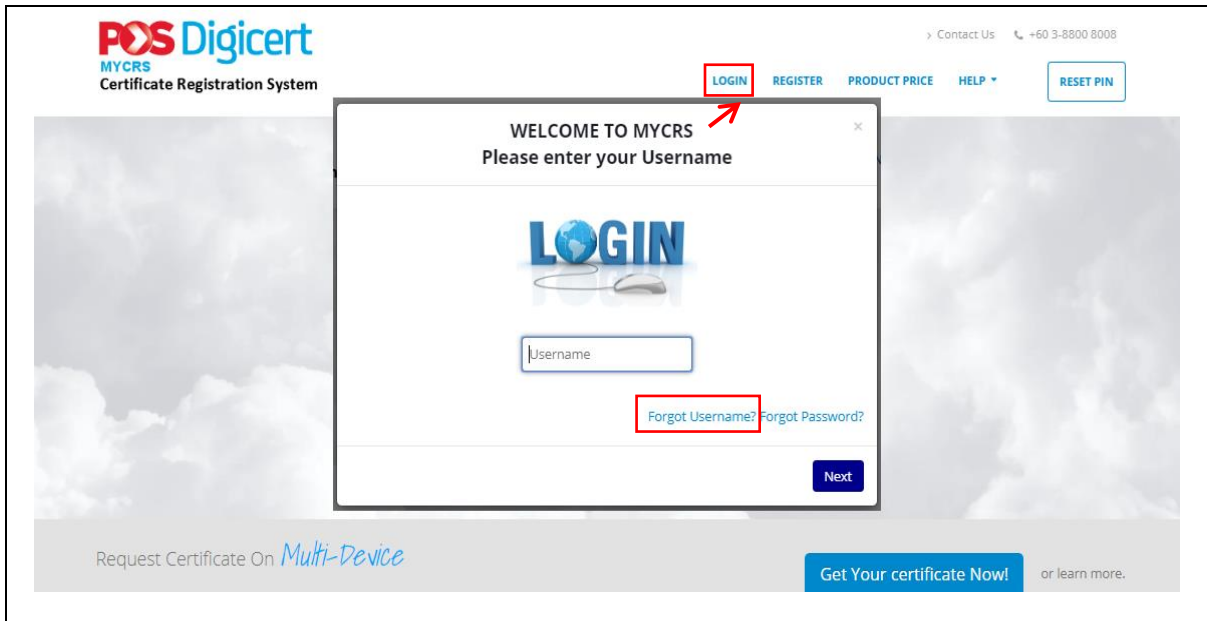 POS Digicert
MYCRS
Certificate Registration System
> Contact Us +60 3-8800 8008
LOGIN REGISTER PRODUCT PRICE HELP RESET PIN
WELCOME TO MYCRS ×
Please enter your Username
LOGIN
Username
Forgot Username? Forgot Password?
Next
Request Certificate On Multi-Device
Get Your certificate Now! or learn more.